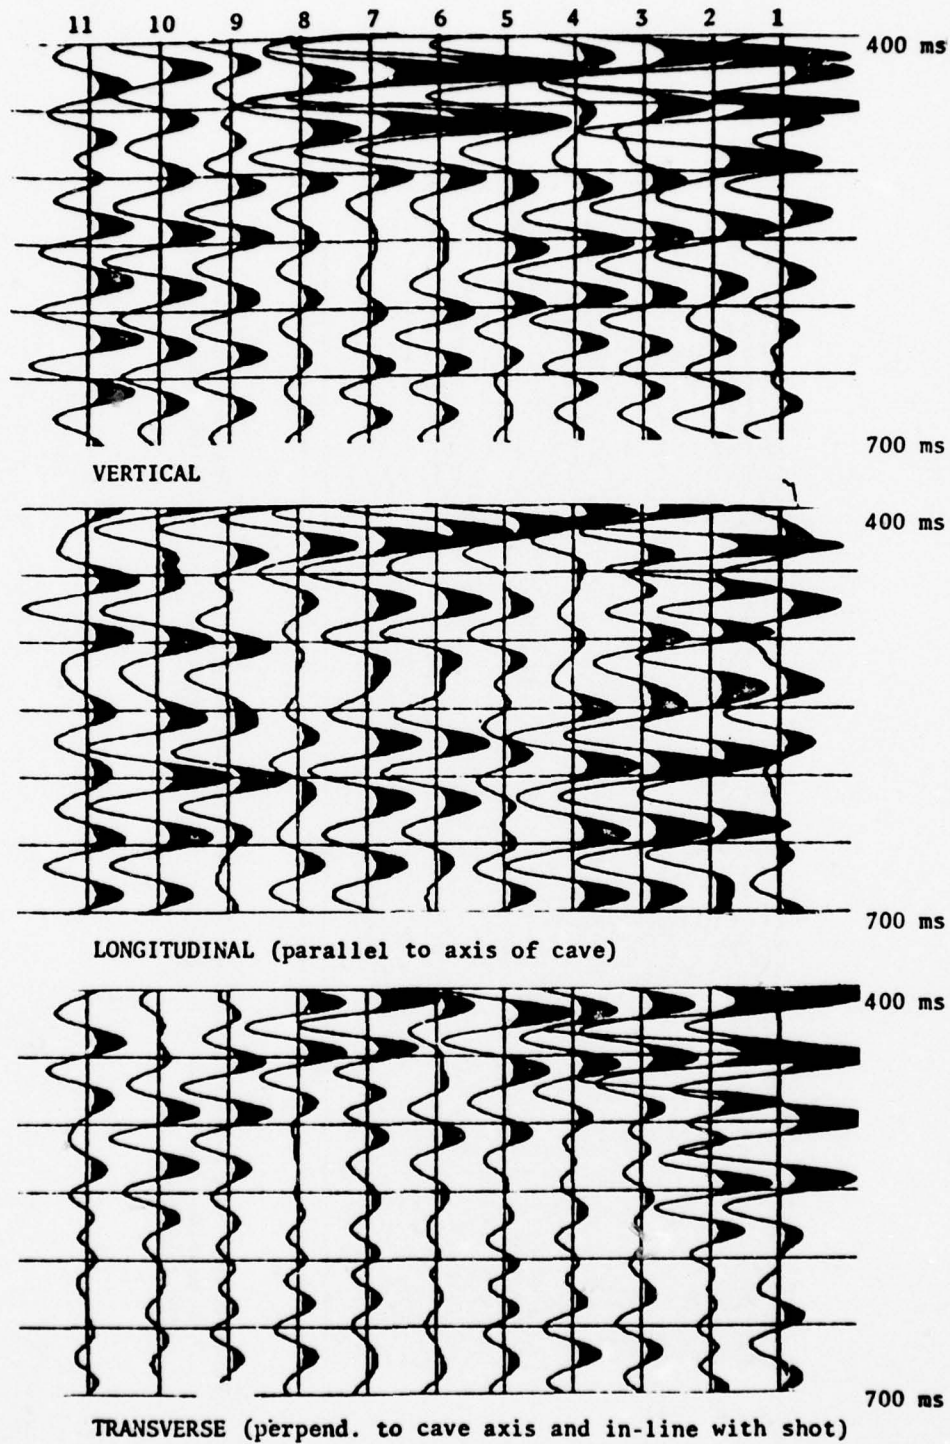 11 10 9 8 7 6 5 4 3 2 1
400 ms
700 ms
VERTICAL
400 ms
700 ms
LONGITUDINAL (parallel to axis of cave)
400 ms
700 ms
TRANSVERSE (perpend. to cave axis and in-line with shot)